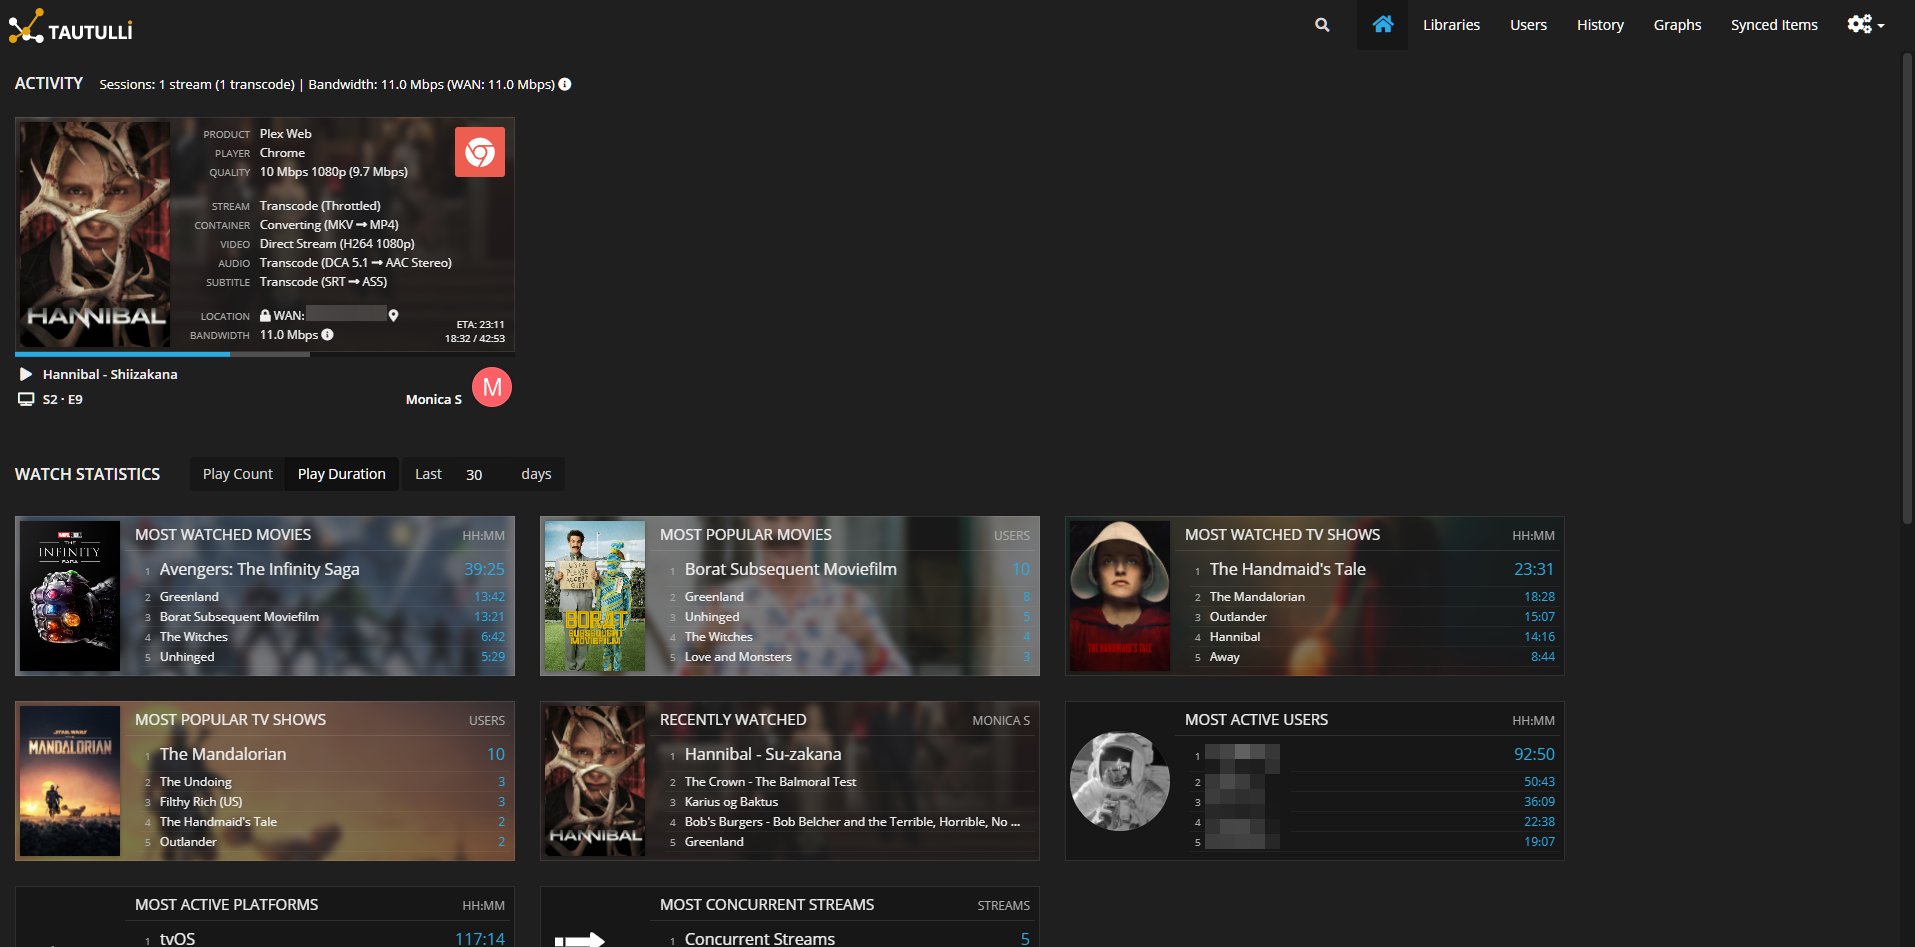 TAUTULLI
Libraries
Users
History
Graphs
Synced Items
ACTIVITY
Sessions: 1 stream (1 transcode) | Bandwidth: 11.0 Mbps (WAN: 11.0 Mbps)
HANNIBAL
PRODUCT Plex Web
PLAYER Chrome
QUALITY 10 Mbps 1080p (9.7 Mbps)
STREAM Transcode (Throttled)
CONTAINER Converting (MKV → MP4)
VIDEO Direct Stream (H264 1080p)
AUDIO Transcode (DCA 5.1 → AAC Stereo)
SUBTITLE Transcode (SRT → ASS)
LOCATION WAN:
BANDWIDTH 11.0 Mbps
ETA: 23:11
18:32 / 42:53
Hannibal - Shiizakana
S2 · E9
Monica S
M
WATCH STATISTICS
Play Count
Play Duration
Last 30 days
THE INFINITY SAGA
MOST WATCHED MOVIES HH:MM
1 Avengers: The Infinity Saga 39:25
2 Greenland 13:42
3 Borat Subsequent Moviefilm 13:21
4 The Witches 6:42
5 Unhinged 5:29
BORAT
SUBSEQUENT
MOVIEFILM
MOST POPULAR MOVIES USERS
1 Borat Subsequent Moviefilm 10
2 Greenland 8
3 Unhinged 5
4 The Witches 4
5 Love and Monsters 3
THE HANDMAID'S TALE
MOST WATCHED TV SHOWS HH:MM
1 The Handmaid's Tale 23:31
2 The Mandalorian 18:28
3 Outlander 15:07
4 Hannibal 14:16
5 Away 8:44
STAR WARS
MANDALORIAN
MOST POPULAR TV SHOWS USERS
1 The Mandalorian 10
2 The Undoing 3
3 Filthy Rich (US) 3
4 The Handmaid's Tale 2
5 Outlander 2
HANNIBAL
RECENTLY WATCHED MONICA S
1 Hannibal - Su-zakana
2 The Crown - The Balmoral Test
3 Karius og Baktus
4 Bob's Burgers - Bob Belcher and the Terrible, Horrible, No ...
5 Greenland
MOST ACTIVE USERS HH:MM
1 92:50
2 50:43
3 36:09
4 22:38
5 19:07
MOST ACTIVE PLATFORMS HH:MM
1 tvOS 117:14
MOST CONCURRENT STREAMS STREAMS
1 Concurrent Streams 5